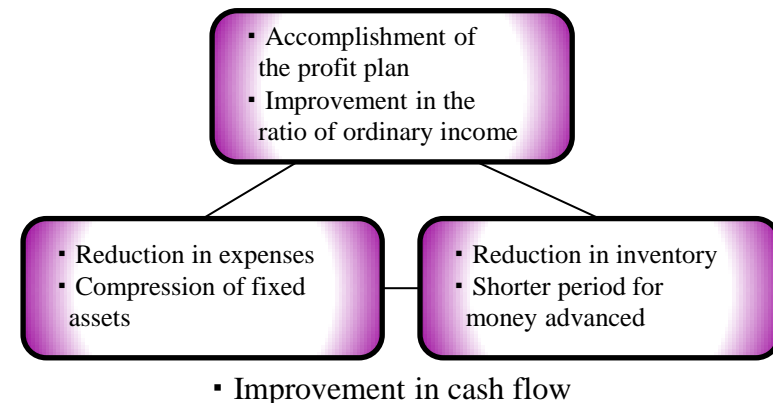 ▪ Accomplishment of
the profit plan
▪ Improvement in the
ratio of ordinary income
▪ Reduction in expenses
▪ Compression of fixed
assets
▪ Reduction in inventory
▪ Shorter period for
money advanced
▪ Improvement in cash flow